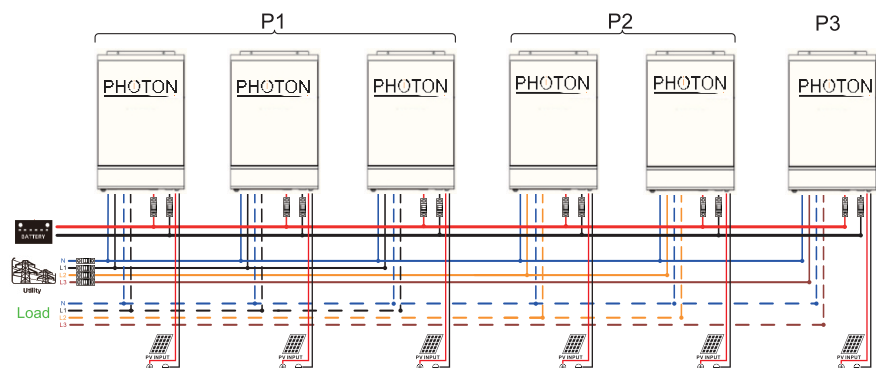 P1
P2
P3
PHOTON
PHOTON
PHOTON
PHOTON
PHOTON
PHOTON
BATTERY
N
L1
L2
L3
Utility
Load
N
L1
L2
L3
PV INPUT
PV INPUT
PV INPUT
PV INPUT
PV INPUT
PV INPUT